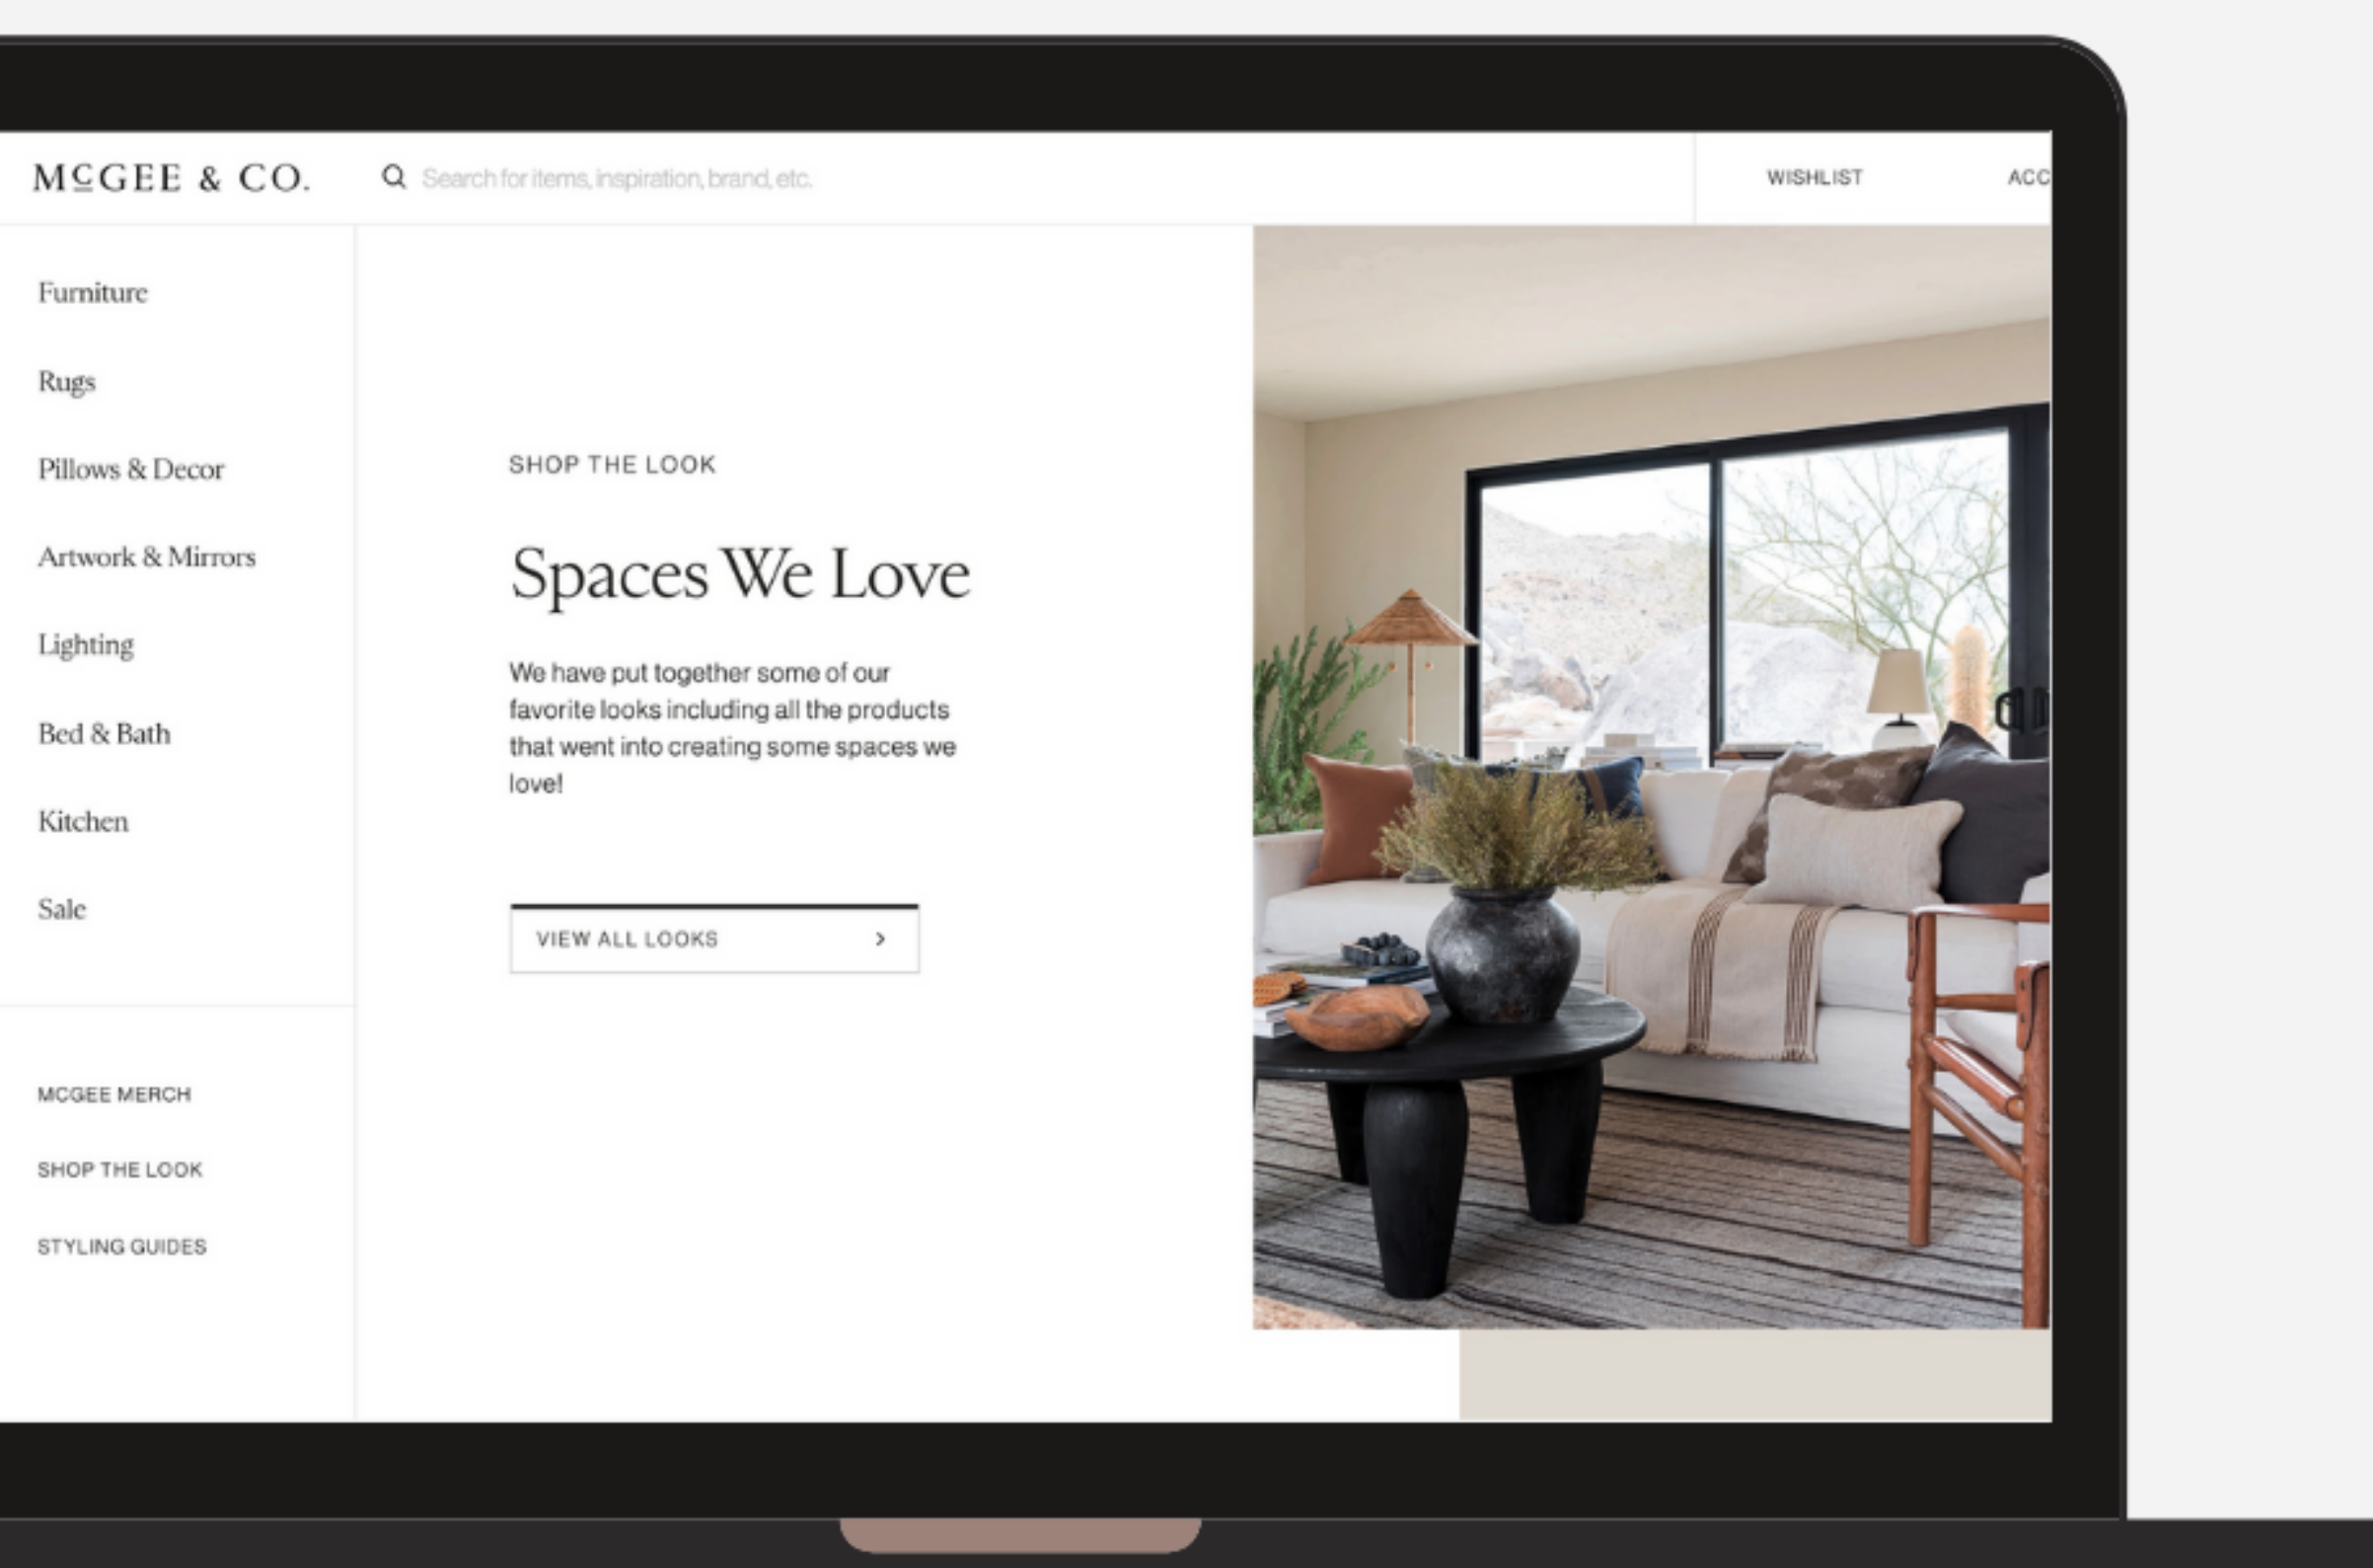 MCGEE & CO.
Search for items, inspiration, brand, etc.
WISHLIST
ACC
Furniture
Rugs
Pillows & Decor
Artwork & Mirrors
Lighting
Bed & Bath
Kitchen
Sale
MCGEE MERCH
SHOP THE LOOK
STYLING GUIDES
SHOP THE LOOK
Spaces We Love
We have put together some of our
favorite looks including all the products
that went into creating some spaces we
love!
VIEW ALL LOOKS